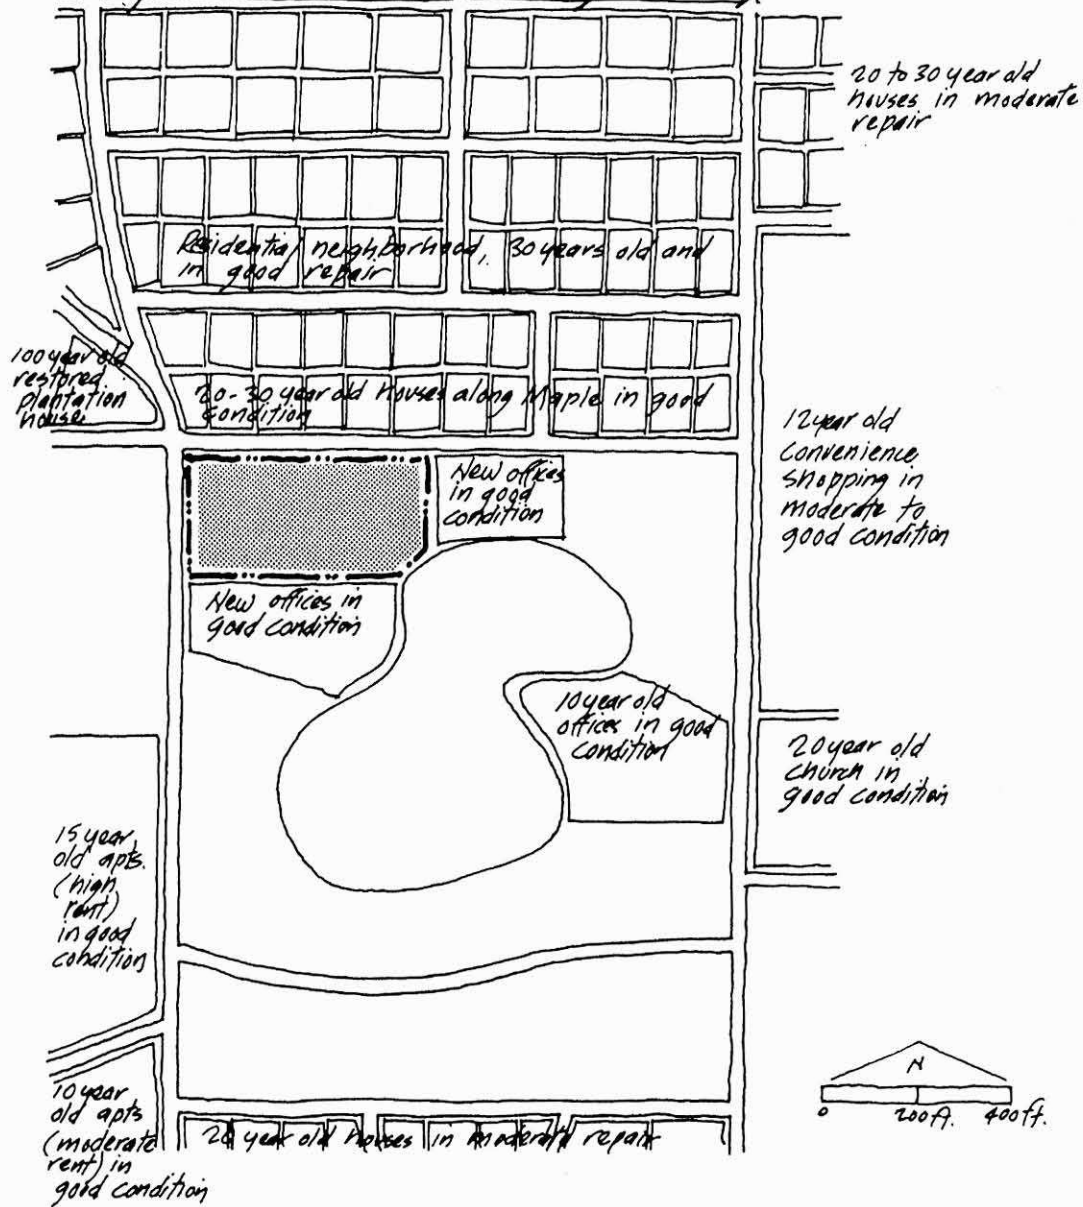 20 to 30 year old
houses in moderate
repair
Residential neighborhood, 30 years old and
in good repair
100 year old
restored
plantation
house
20-30 year old houses along Maple in good
condition
12 year old
convenience
shopping in
moderate to
good condition
New offices
in good
condition
New offices in
good condition
10 year old
offices in good
condition
20 year old
church in
good condition
15 year
old apts.
(high
rent)
in good
condition
N
0 200 ft. 400 ft.
10 year
old apts
(moderate
rent) in
good condition
20 year old houses in moderate repair